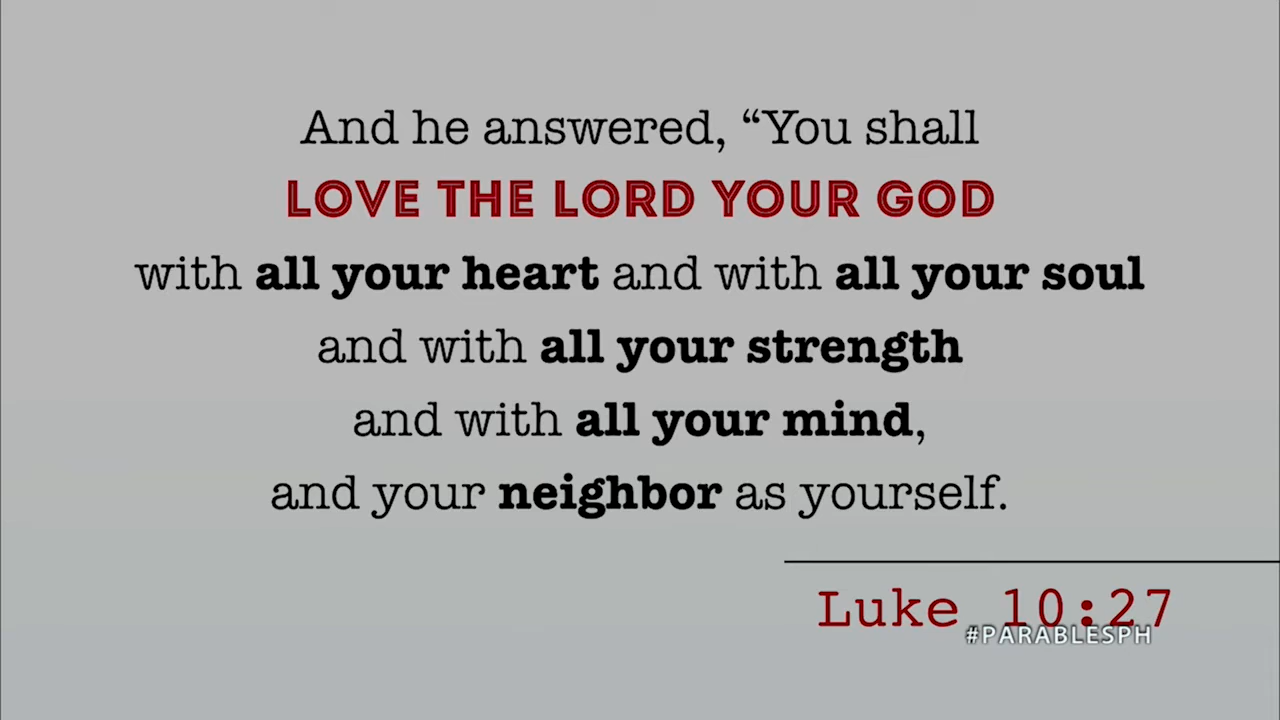 And he answered, “You shall
LOVE THE LORD YOUR GOD
with all your heart and with all your soul
and with all your strength
and with all your mind,
and your neighbor as yourself.
Luke 10:27
#PARABLESPH